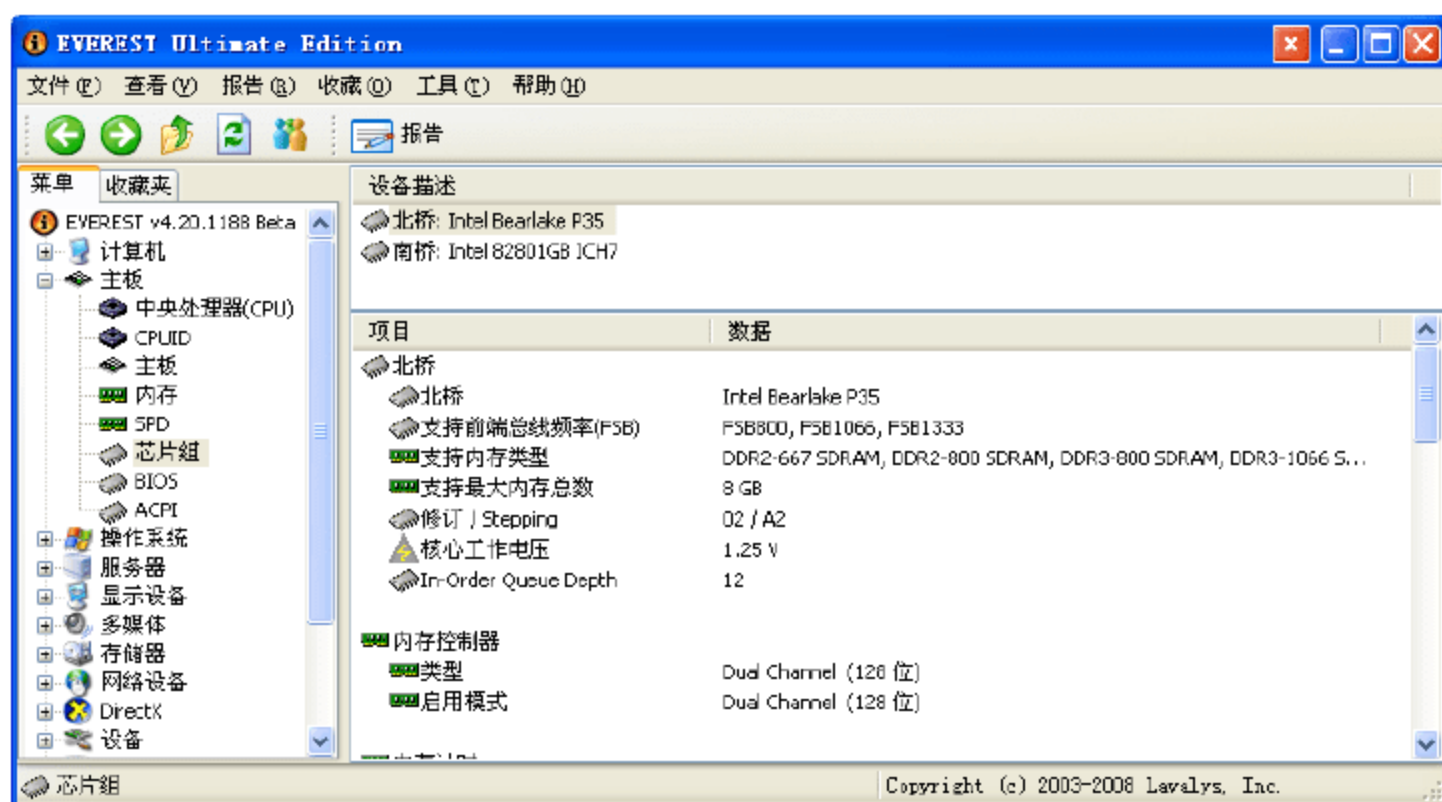 EVEREST Ultimate Edition
文件(F) 查看(V) 报告(R) 收藏(O) 工具(T) 帮助(H)
报告
菜单 收藏夹
EVEREST v4.20.1188 Beta
计算机
主板
中央处理器(CPU)
CPUID
主板
内存
SPD
芯片组
BIOS
ACPI
操作系统
服务器
显示设备
多媒体
存储器
网络设备
DirectX
设备
设备描述
北桥: Intel Bearlake P35
南桥: Intel 82801GB ICH7
项目 数据
北桥
北桥 Intel Bearlake P35
支持前端总线频率(FSB) FSB800, FSB1066, FSB1333
支持内存类型 DDR2-667 SDRAM, DDR2-800 SDRAM, DDR3-800 SDRAM, DDR3-1066 S...
支持最大内存总数 8 GB
修订 / Stepping 02 / A2
核心工作电压 1.25 V
In-Order Queue Depth 12
内存控制器
类型 Dual Channel (128 位)
启用模式 Dual Channel (128 位)
芯片组 Copyright (c) 2003-2008 Lavalys, Inc.